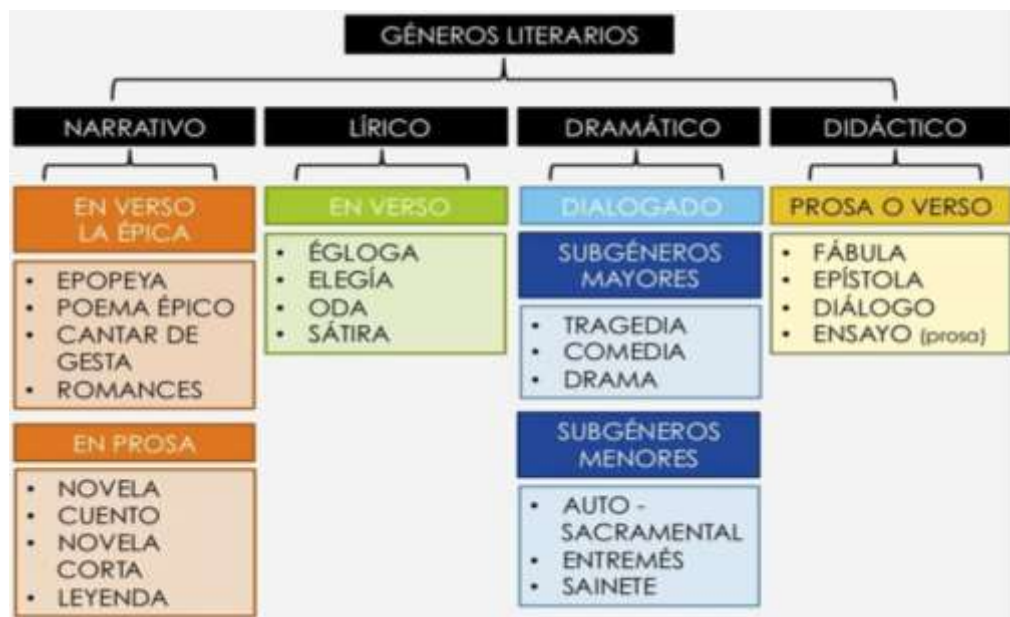 GÉNEROS LITERARIOS
NARRATIVO
EN VERSO
LA ÉPICA
• EPOPEYA
• POEMA ÉPICO
• CANTAR DE
GESTA
• ROMANCES
EN PROSA
• NOVELA
• CUENTO
• NOVELA
CORTA
• LEYENDA
LÍRICO
EN VERSO
• ÉGLOGA
• ELEGÍA
• ODA
• SÁTIRA
DRAMÁTICO
DIALOGADO
SUBGÉNEROS
MAYORES
• TRAGEDIA
• COMEDIA
• DRAMA
SUBGÉNEROS
MENORES
• AUTO -
SACRAMENTAL
• ENTREMÉS
• SAINETE
DIDÁCTICO
PROSA O VERSO
• FÁBULA
• EPÍSTOLA
• DIÁLOGO
• ENSAYO (prosa)